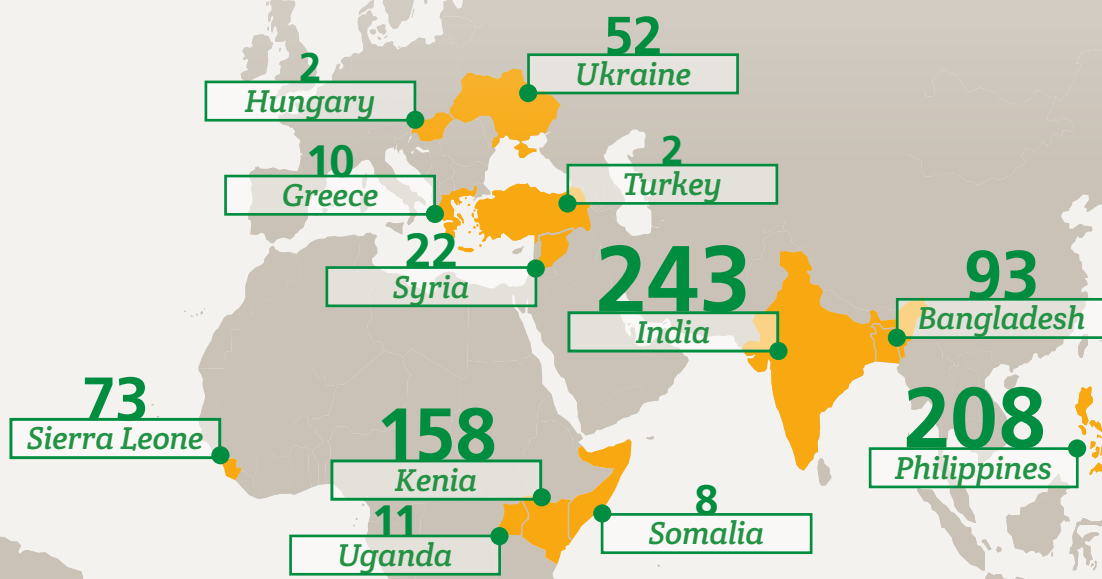 52
Ukraine
2
Hungary
10
Greece
2
Turkey
22
Syria
243
India
93
Bangladesh
73
Sierra Leone
158
Kenia
208
Philippines
11
Uganda
8
Somalia